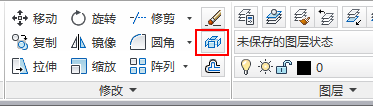 移动 旋转 修剪
未保存的图层状态
复制 镜像 圆角
拉伸 缩放 阵列
0
修改 图层